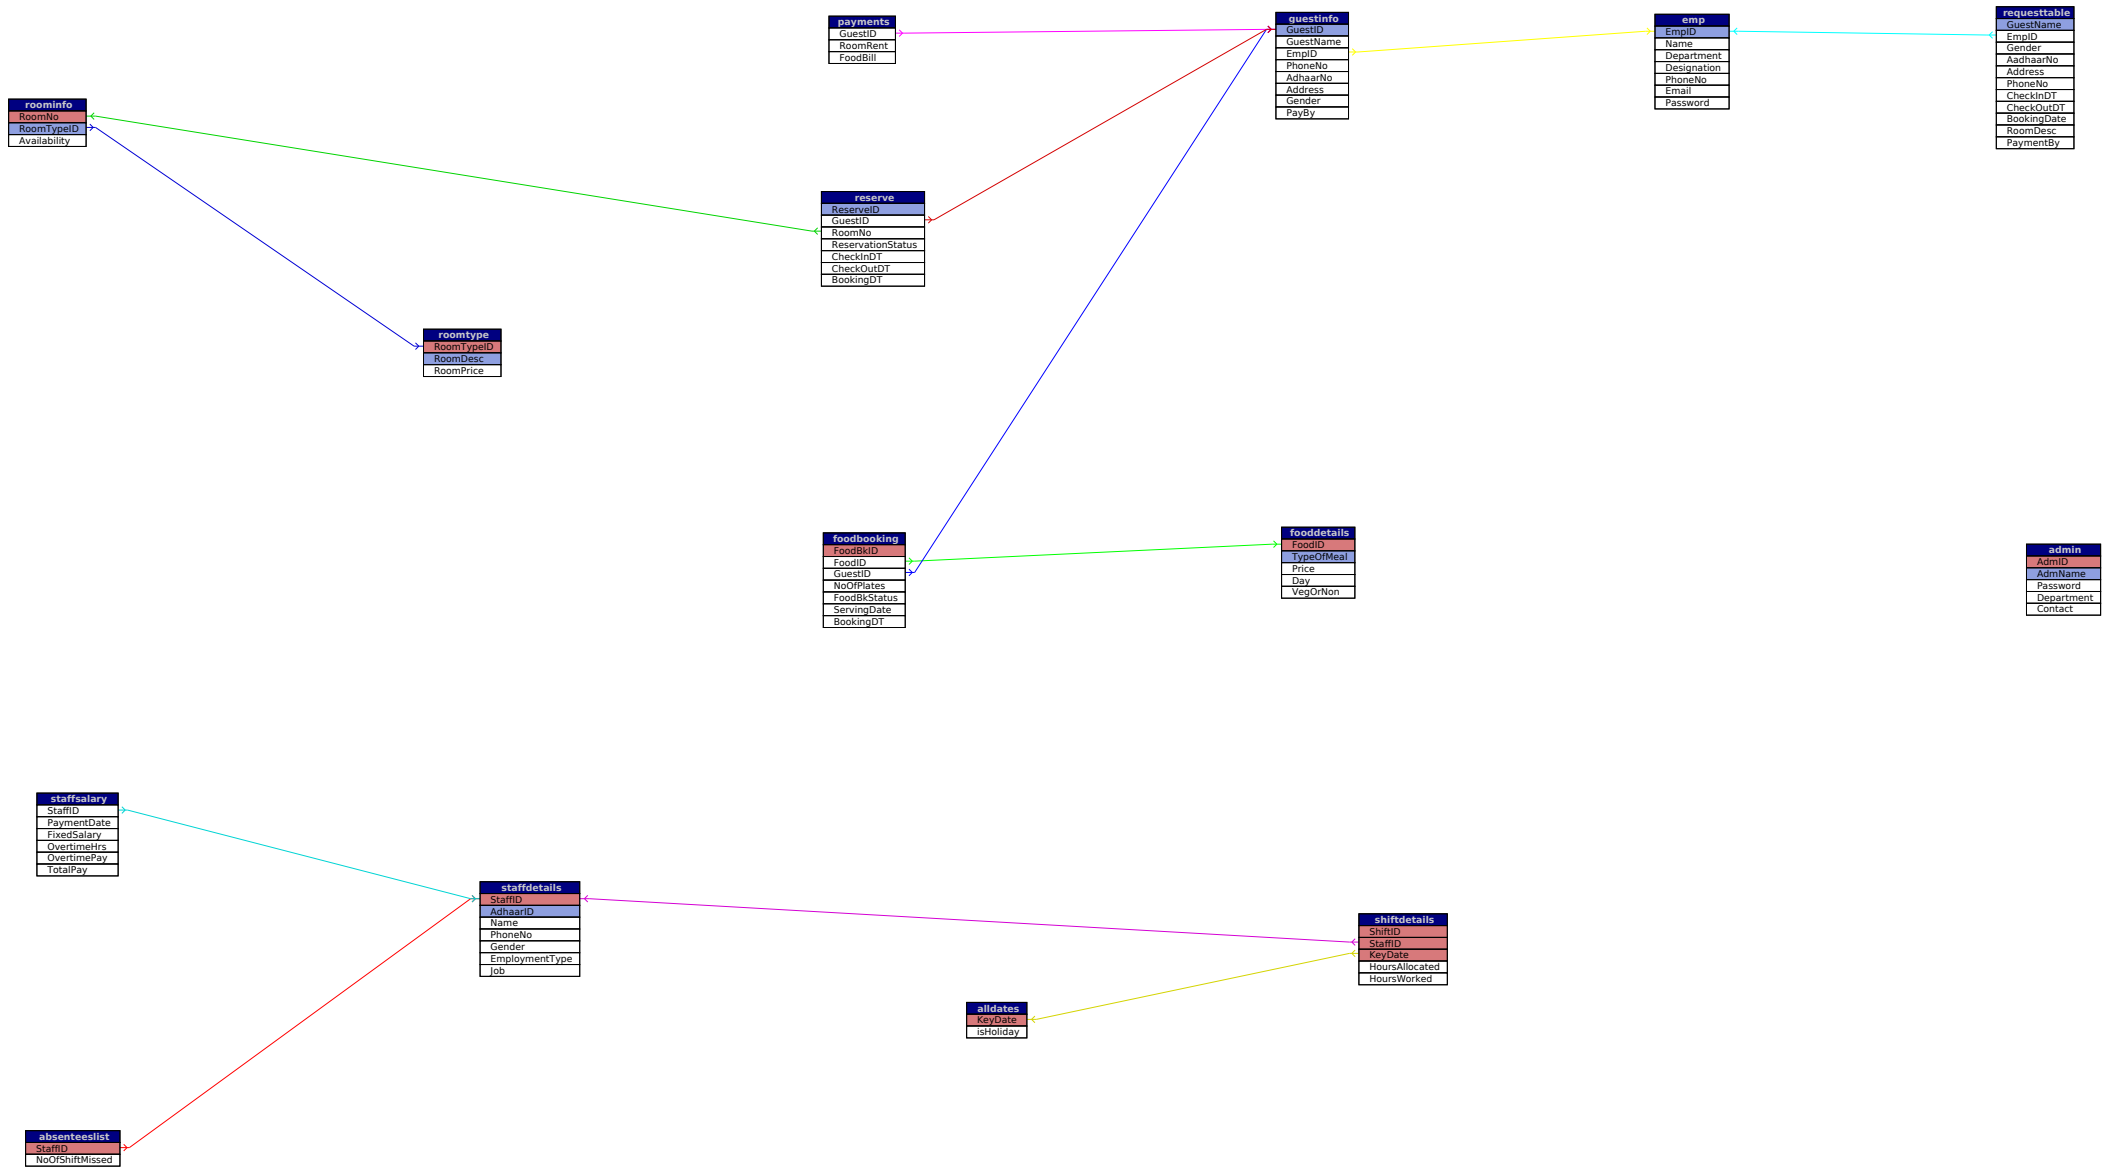 payments
GuestID
RoomRent
FoodBill
guestinfo
GuestID
GuestName
EmpID
PhoneNo
AdhaarNo
Address
Gender
PayBy
emp
EmpID
Name
Department
Designation
PhoneNo
Email
Password
requesttable
GuestName
EmpID
Gender
AadhaarNo
Address
PhoneNo
CheckInDT
CheckOutDT
BookingDate
RoomDesc
PaymentBy
roominfo
RoomNo
RoomTypeID
Availability
reserve
ReserveID
GuestID
RoomNo
ReservationStatus
CheckInDT
CheckOutDT
BookingDT
roomtype
RoomTypeID
RoomDesc
RoomPrice
foodbooking
FoodBkID
FoodID
GuestID
NoOfPlates
FoodBkStatus
ServingDate
BookingDT
fooddetails
FoodID
TypeOfMeal
Price
Day
VegOrNon
admin
AdmID
AdmName
Password
Department
Contact
staffsalary
StaffID
PaymentDate
FixedSalary
OvertimeHrs
OvertimePay
TotalPay
staffdetails
StaffID
AdhaarID
Name
PhoneNo
Gender
EmploymentType
Job
shiftdetails
ShiftID
StaffID
KeyDate
HoursAllocated
HoursWorked
alldates
KeyDate
isHoliday
absenteeslist
StaffID
NoOfShiftMissed